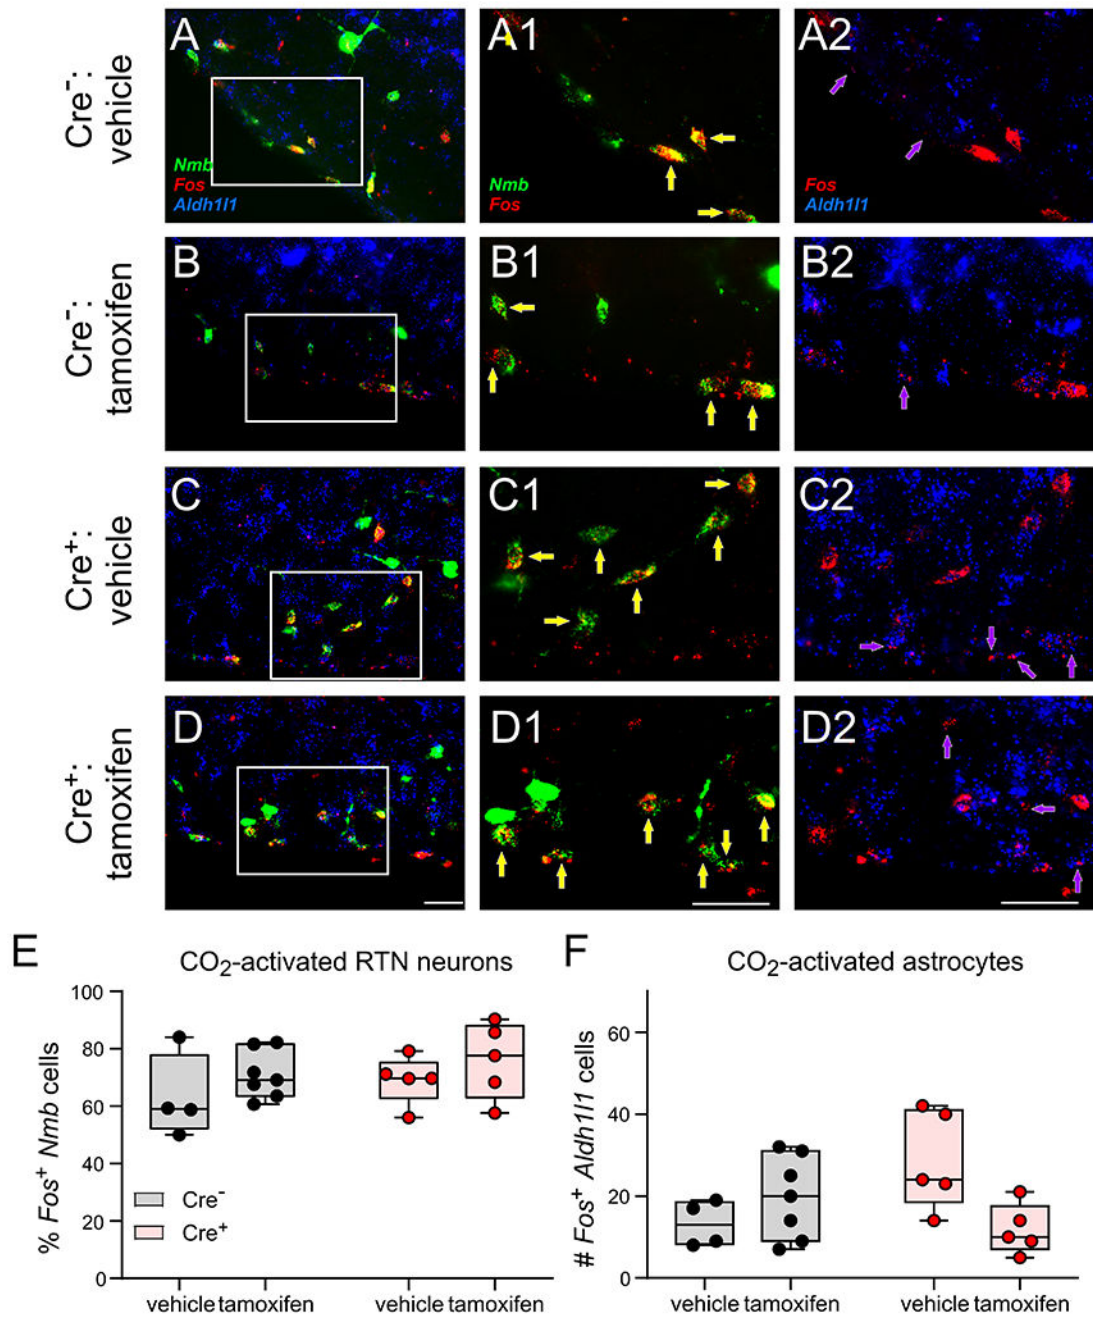 Cre⁻:
vehicle
A
Nmb
Fos
Aldh1l1
A1
Nmb
Fos
A2
Fos
Aldh1l1
Cre⁻:
tamoxifen
B
B1
B2
Cre⁺:
vehicle
C
C1
C2
Cre⁺:
tamoxifen
D
D1
D2
E
CO₂-activated RTN neurons
% Fos⁺ Nmb cells
100
80
60
40
20
0
Cre⁻
Cre⁺
vehicle tamoxifen
vehicle tamoxifen
F
CO₂-activated astrocytes
# Fos⁺ Aldh1l1 cells
60
40
20
0
vehicle tamoxifen
vehicle tamoxifen